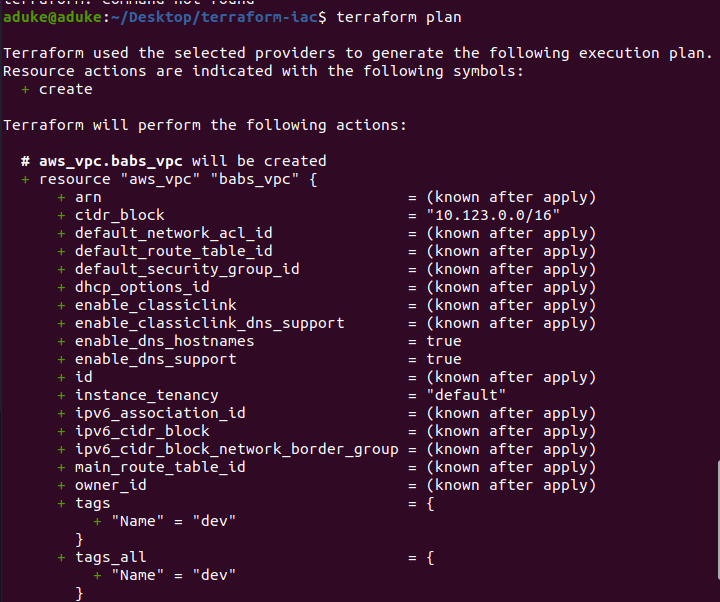 terraform: command not found
aduke@aduke:~/Desktop/terraform-iac$ terraform plan
Terraform used the selected providers to generate the following execution plan.
Resource actions are indicated with the following symbols:
  + create
Terraform will perform the following actions:
  # aws_vpc.babs_vpc will be created
  + resource "aws_vpc" "babs_vpc" {
      + arn                                  = (known after apply)
      + cidr_block                           = "10.123.0.0/16"
      + default_network_acl_id               = (known after apply)
      + default_route_table_id               = (known after apply)
      + default_security_group_id            = (known after apply)
      + dhcp_options_id                      = (known after apply)
      + enable_classiclink                   = (known after apply)
      + enable_classiclink_dns_support       = (known after apply)
      + enable_dns_hostnames                 = true
      + enable_dns_support                   = true
      + id                                   = (known after apply)
      + instance_tenancy                     = "default"
      + ipv6_association_id                  = (known after apply)
      + ipv6_cidr_block                      = (known after apply)
      + ipv6_cidr_block_network_border_group = (known after apply)
      + main_route_table_id                  = (known after apply)
      + owner_id                             = (known after apply)
      + tags                                 = {
          + "Name" = "dev"
        }
      + tags_all                             = {
          + "Name" = "dev"
        }